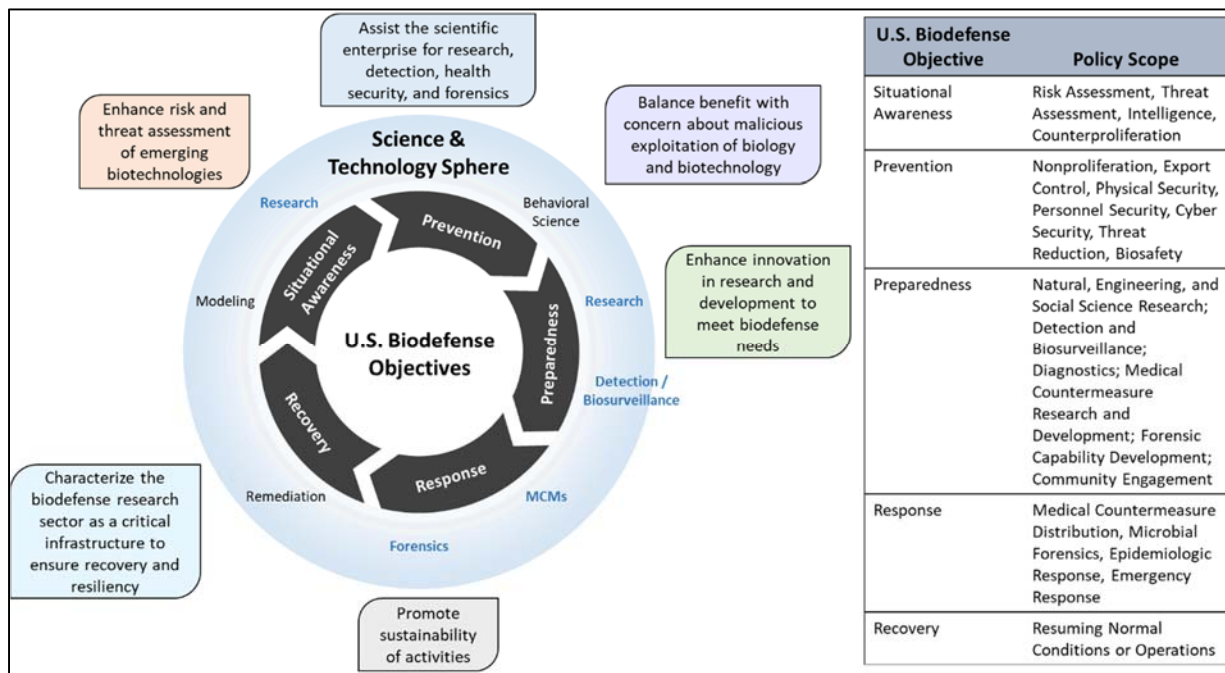 Assist the scientific
enterprise for research,
detection, health
security, and forensics
Enhance risk and
threat assessment
of emerging
biotechnologies
Balance benefit with
concern about malicious
exploitation of biology
and biotechnology
Science &
Technology Sphere
Research
Behavioral
Science
Prevention
Situational
Awareness
Modeling
Enhance innovation
in research and
development to
meet biodefense
needs
Research
U.S. Biodefense
Objectives
Preparedness
Detection /
Biosurveillance
Recovery
Response
Characterize the
biodefense research
sector as a critical
infrastructure to
ensure recovery and
resiliency
Remediation
MCMs
Forensics
Promote
sustainability
of activities
U.S. Biodefense
Objective
Policy Scope
Situational
Awareness
Risk Assessment, Threat
Assessment, Intelligence,
Counterproliferation
Prevention
Nonproliferation, Export
Control, Physical Security,
Personnel Security, Cyber
Security, Threat
Reduction, Biosafety
Preparedness
Natural, Engineering, and
Social Science Research;
Detection and
Biosurveillance;
Diagnostics; Medical
Countermeasure
Research and
Development; Forensic
Capability Development;
Community Engagement
Response
Medical Countermeasure
Distribution, Microbial
Forensics, Epidemiologic
Response, Emergency
Response
Recovery
Resuming Normal
Conditions or Operations